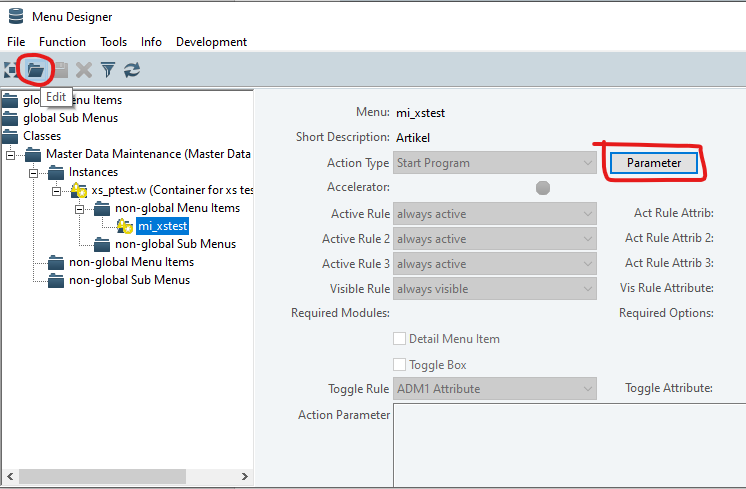 Menu Designer
File Function Tools Info Development
Edit
global Menu Items
global Sub Menus
Classes
Master Data Maintenance (Master Data
Instances
xs_ptest.w (Container for xs tes
non-global Menu Items
mi_xstest
non-global Sub Menus
non-global Menu Items
non-global Sub Menus
Menu: mi_xstest
Short Description: Artikel
Action Type Start Program Parameter
Accelerator:
Active Rule always active Act Rule Attrib:
Active Rule 2 always active Act Rule Attrib 2:
Active Rule 3 always active Act Rule Attrib 3:
Visible Rule always visible Vis Rule Attribute:
Required Modules: Required Options:
Detail Menu Item
Toggle Box
Toggle Rule ADM1 Attribute Toggle Attribute:
Action Parameter